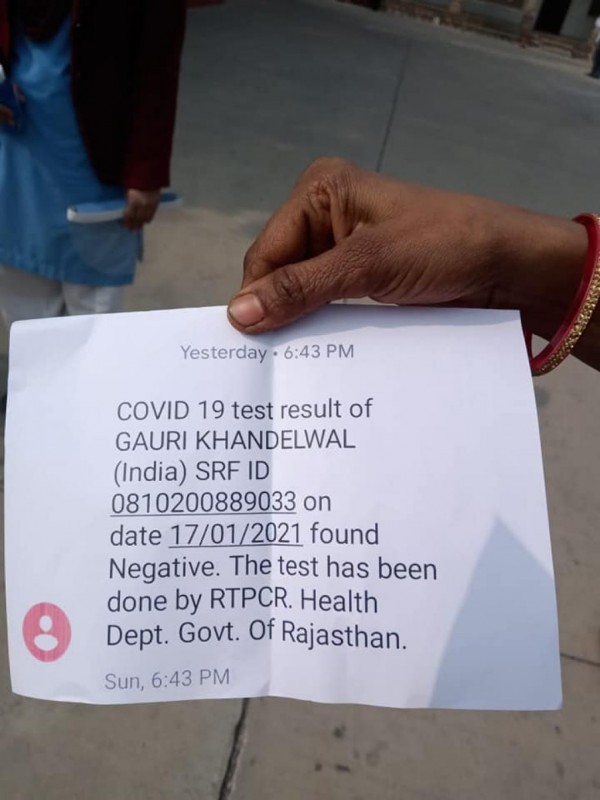 Yesterday • 6:43 PM
COVID 19 test result of
GAURI KHANDELWAL
(India) SRF ID
0810200889033 on
date 17/01/2021 found
Negative. The test has been
done by RTPCR. Health
Dept. Govt. Of Rajasthan.
Sun, 6:43 PM